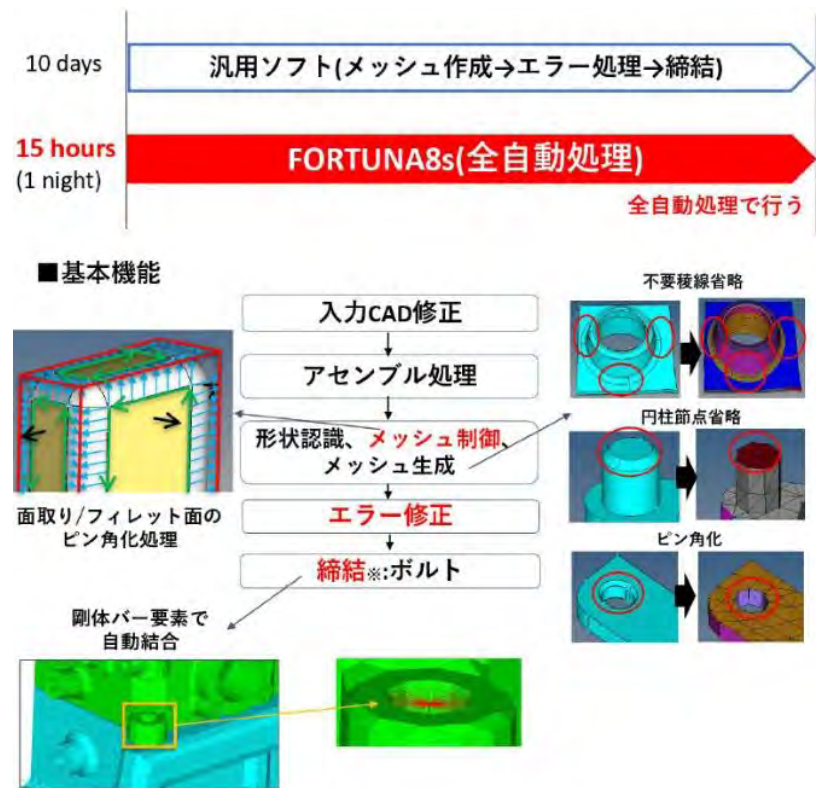 10 days
汎用ソフト(メッシュ作成→エラー処理→締結)
15 hours
(1 night)
FORTUNA8s(全自動処理)
全自動処理で行う
■基本機能
入力CAD修正
アセンブル処理
形状認識、メッシュ制御、
メッシュ生成
エラー修正
締結※:ボルト
面取り/フィレット面の
ピン角化処理
不要稜線省略
円柱節点省略
ピン角化
剛体バー要素で
自動結合